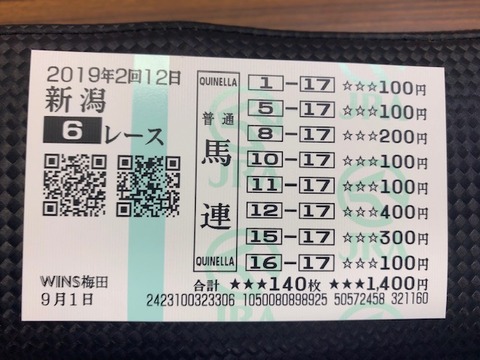 2019年2回12日
新潟
6 レース
WINS梅田
9月1日
QUINELLA
普通
馬連
QUINELLA
1-17 ☆☆☆100円
5-17 ☆☆☆100円
8-17 ☆☆☆200円
10-17 ☆☆☆100円
11-17 ☆☆☆100円
12-17 ☆☆☆400円
15-17 ☆☆☆300円
16-17 ☆☆☆100円
合計 ★★★140枚 ★★★1,400円
2423100323306 1050080898925 50572458 321160
JRA
JRA
JRA
JRA